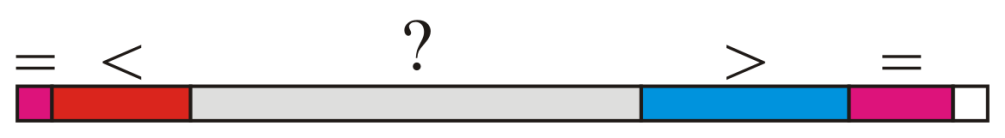 = < ? > =